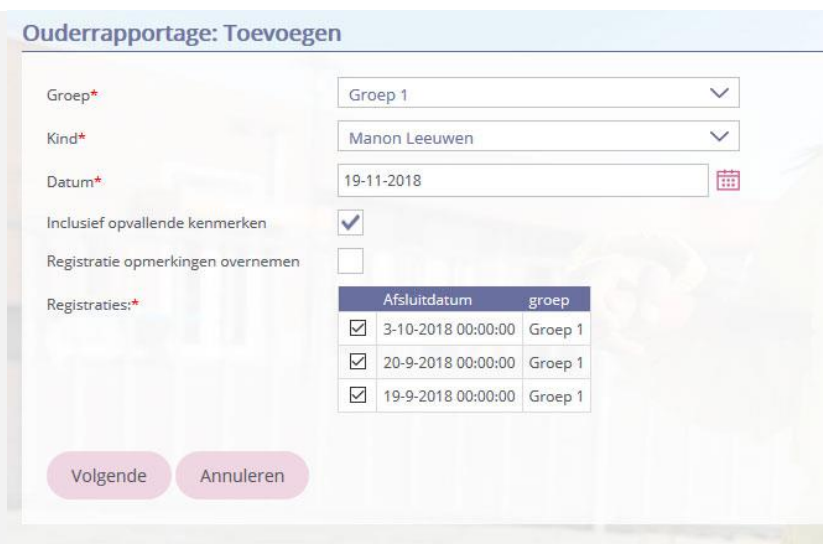 Ouderrapportage: Toevoegen
Groep* Groep 1
Kind* Manon Leeuwen
Datum* 19-11-2018
Inclusief opvallende kenmerken
Registratie opmerkingen overnemen
Registraties:* Afsluitdatum groep
3-10-2018 00:00:00 Groep 1
20-9-2018 00:00:00 Groep 1
19-9-2018 00:00:00 Groep 1
Volgende Annuleren